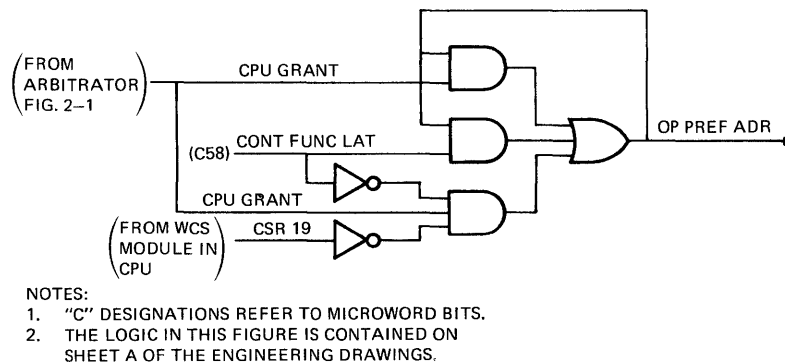 (FROM
ARBITRATOR
FIG. 2–1)
CPU GRANT
(C58) CONT FUNC LAT
CPU GRANT
(FROM WCS
MODULE IN
CPU)
CSR 19
OP PREF ADR
NOTES:
1. "C" DESIGNATIONS REFER TO MICROWORD BITS.
2. THE LOGIC IN THIS FIGURE IS CONTAINED ON
SHEET A OF THE ENGINEERING DRAWINGS.